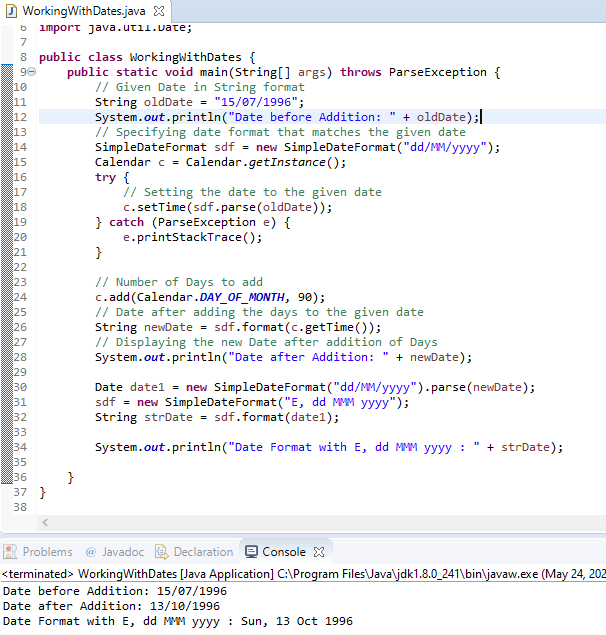 WorkingWithDates.java
6 import java.util.Date;
7
8 public class WorkingWithDates {
9     public static void main(String[] args) throws ParseException {
10         // Given Date in String format
11         String oldDate = "15/07/1996";
12         System.out.println("Date before Addition: " + oldDate);
13         // Specifying date format that matches the given date
14         SimpleDateFormat sdf = new SimpleDateFormat("dd/MM/yyyy");
15         Calendar c = Calendar.getInstance();
16         try {
17             // Setting the date to the given date
18             c.setTime(sdf.parse(oldDate));
19         } catch (ParseException e) {
20             e.printStackTrace();
21         }
22
23         // Number of Days to add
24         c.add(Calendar.DAY_OF_MONTH, 90);
25         // Date after adding the days to the given date
26         String newDate = sdf.format(c.getTime());
27         // Displaying the new Date after addition of Days
28         System.out.println("Date after Addition: " + newDate);
29
30         Date date1 = new SimpleDateFormat("dd/MM/yyyy").parse(newDate);
31         sdf = new SimpleDateFormat("E, dd MMM yyyy");
32         String strDate = sdf.format(date1);
33
34         System.out.println("Date Format with E, dd MMM yyyy : " + strDate);
35
36     }
37 }
38
Problems @ Javadoc Declaration Console
<terminated> WorkingWithDates [Java Application] C:\Program Files\Java\jdk1.8.0_241\bin\javaw.exe (May 24, 202
Date before Addition: 15/07/1996
Date after Addition: 13/10/1996
Date Format with E, dd MMM yyyy : Sun, 13 Oct 1996